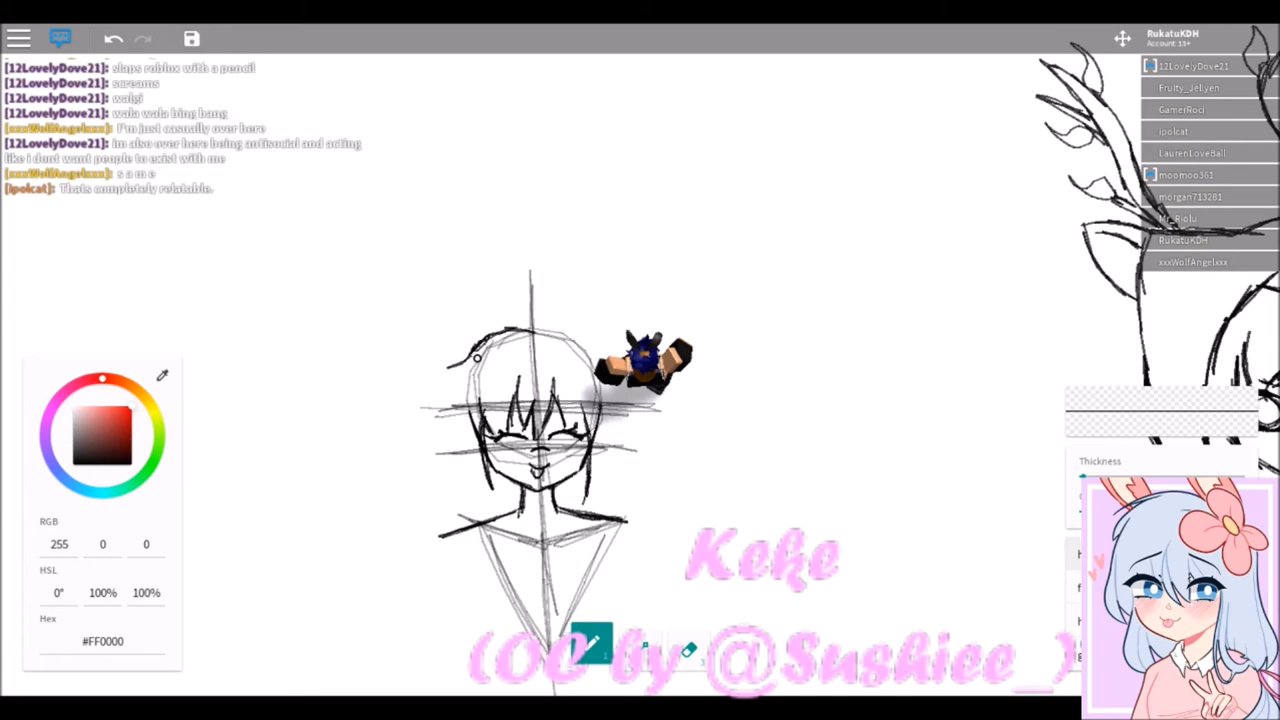 RukatuKDH
Account: 13+
[12LovelyDove21]: slaps roblox with a pencil
[12LovelyDove21]: screams
[12LovelyDove21]: walgi
[12LovelyDove21]: wala wala bing bang
[xxxWolfAngelxxx]: I'm just casually over here
[12LovelyDove21]: im also over here being antisocial and acting
like i dont want people to exist with me
[xxxWolfAngelxxx]: s a m e
[ipolcat]: Thats completely relatable.
12LovelyDove21
Fruity_Jellyen
GamerRoci
ipolcat
LaurenLoveBall
moomoo361
morgan713281
Mr_Riolu
RukatuKDH
xxxWolfAngelxxx
RGB
255 0 0
HSL
0° 100% 100%
Hex
#FF0000
Thickness
1
3
Keke
(OC by @Sushiee_)